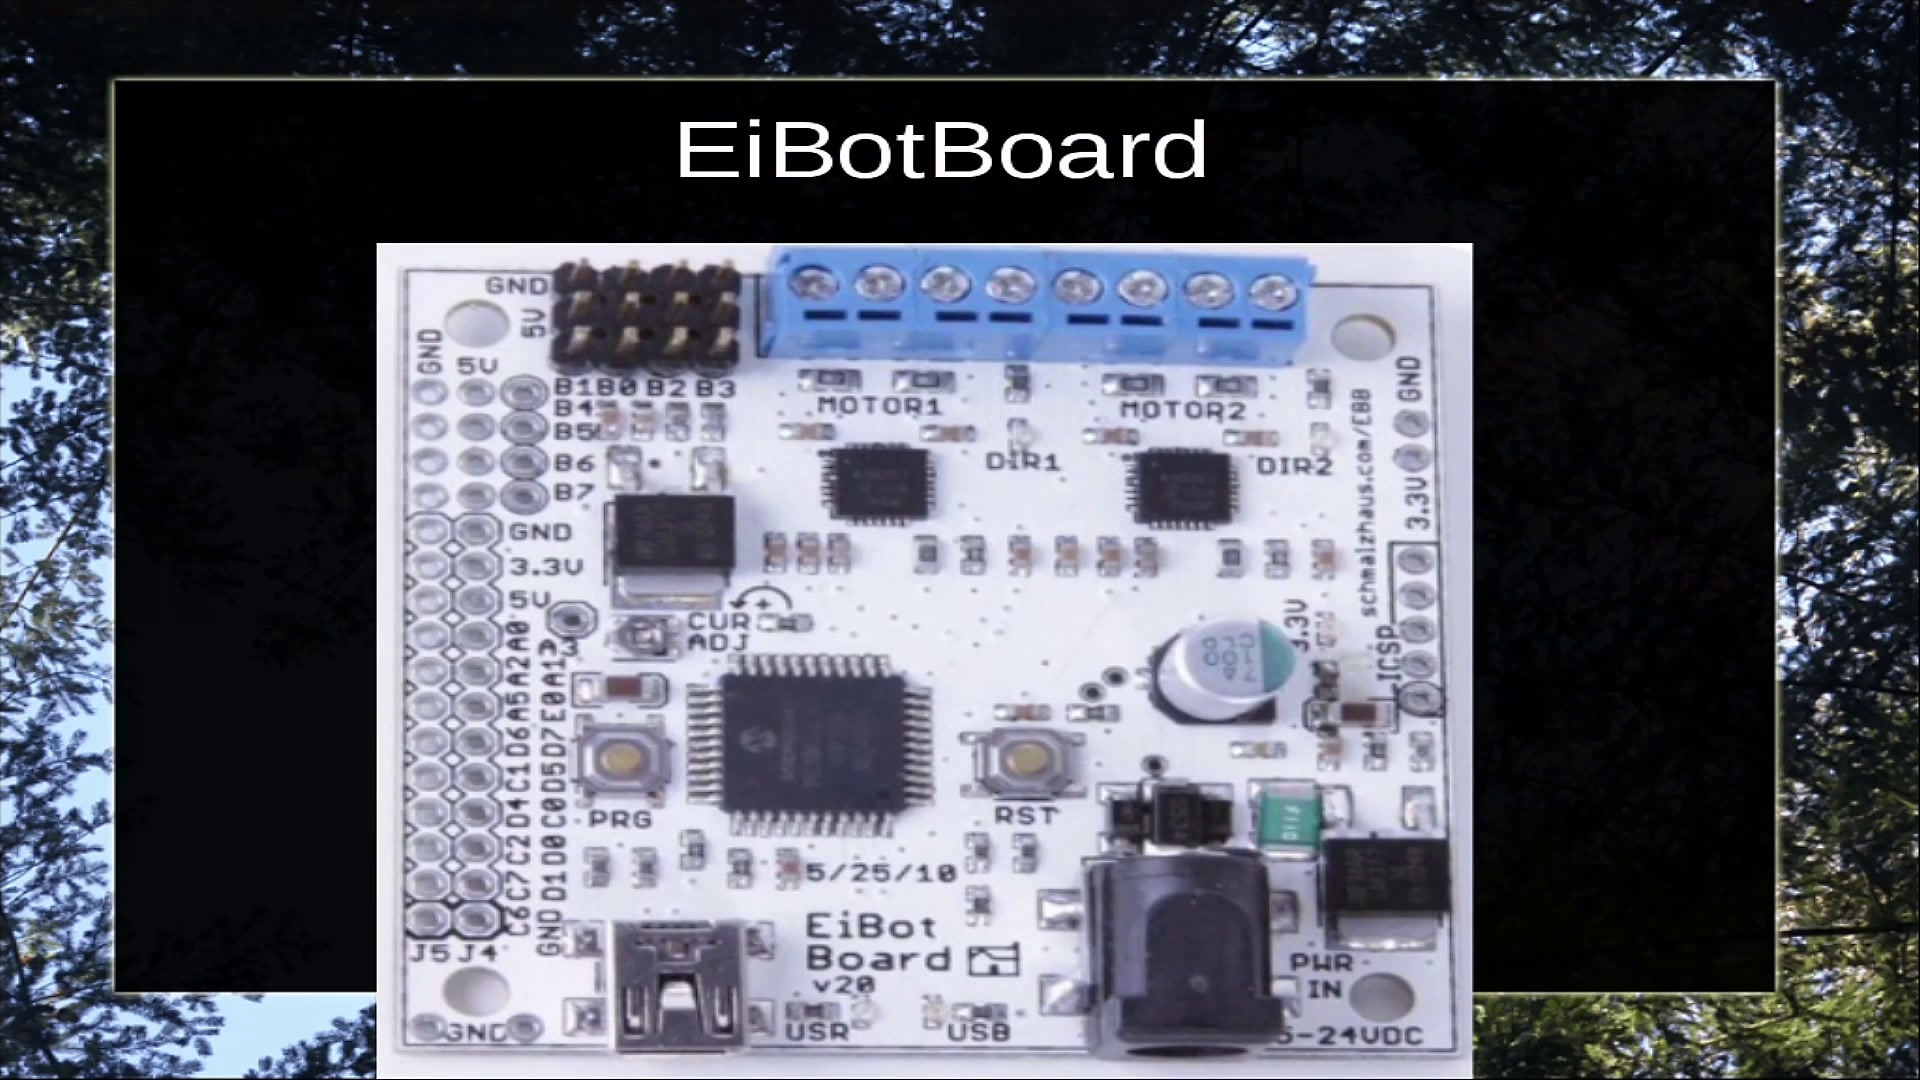 EiBotBoard
GND
5V
GND
5V
B1 B0 B2 B3
B4
B5
B6
B7
MOTOR1
MOTOR2
DIR1
DIR2
GND
3.3V
schmalzhaus.com/EBB
GND
3.3V
5V
CUR
ADJ
3.3V
ICSP
C6 C7 C2 D4 C1 D6 A5 A2 A0
GND D1 D0 C0 D5 D7 E0 A1 A3
PRG
RST
5/25/10
EiBot
Board
v20
J5 J4
GND
USR
USB
PWR
IN
5-24VDC